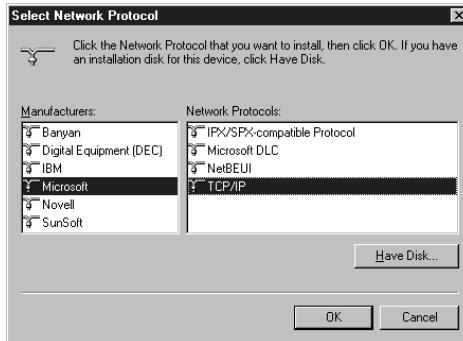 Select Network Protocol
Click the Network Protocol that you want to install, then click OK. If you have
an installation disk for this device, click Have Disk.
Manufacturers:
Banyan
Digital Equipment (DEC)
IBM
Microsoft
Novell
SunSoft
Network Protocols:
IPX/SPX-compatible Protocol
Microsoft DLC
NetBEUI
TCP/IP
Have Disk...
OK
Cancel